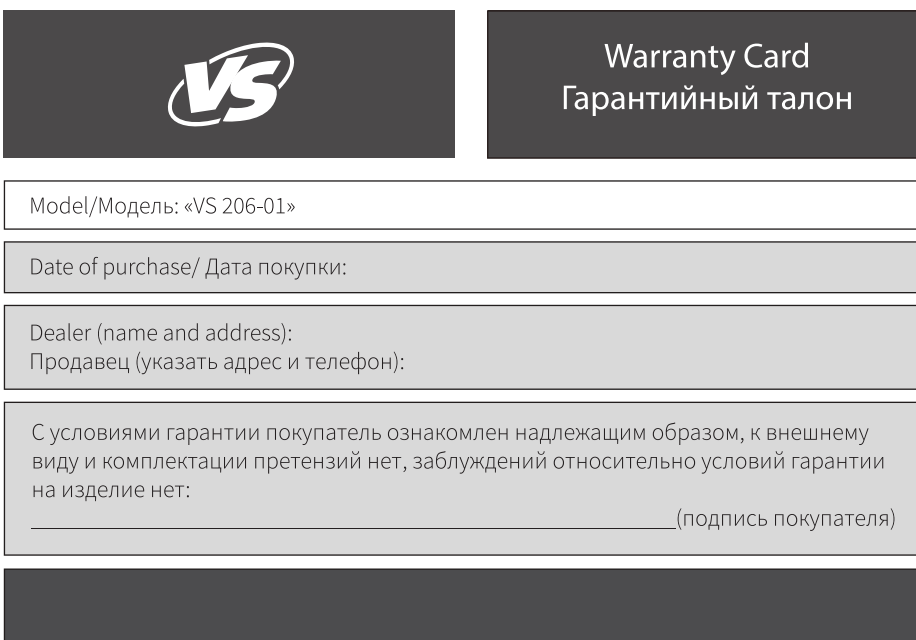 VS
Warranty Card
Гарантийный талон
Model/Модель: «VS 206-01»
Date of purchase/ Дата покупки:
Dealer (name and address):
Продавец (указать адрес и телефон):
С условиями гарантии покупатель ознакомлен надлежащим образом, к внешнему
виду и комплектации претензий нет, заблуждений относительно условий гарантии
на изделие нет:
(подпись покупателя)